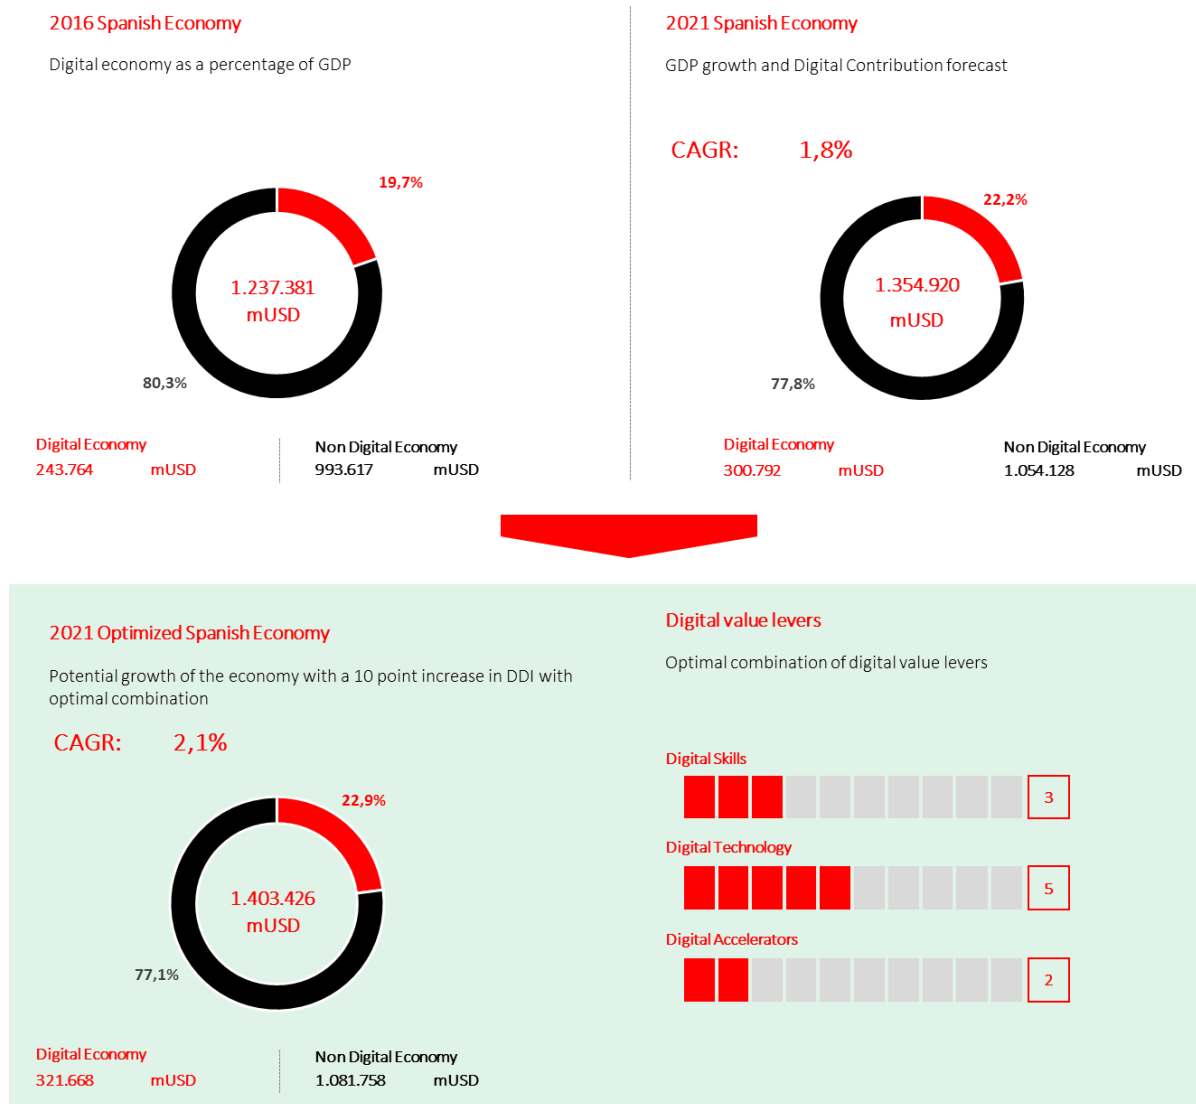 2016 Spanish Economy
Digital economy as a percentage of GDP
19,7%
1.237.381
mUSD
80,3%
Digital Economy
243.764 mUSD
Non Digital Economy
993.617 mUSD
2021 Spanish Economy
GDP growth and Digital Contribution forecast
CAGR: 1,8%
22,2%
1.354.920
mUSD
77,8%
Digital Economy
300.792 mUSD
Non Digital Economy
1.054.128 mUSD
2021 Optimized Spanish Economy
Potential growth of the economy with a 10 point increase in DDI with
optimal combination
CAGR: 2,1%
22,9%
1.403.426
mUSD
77,1%
Digital Economy
321.668 mUSD
Non Digital Economy
1.081.758 mUSD
Digital value levers
Optimal combination of digital value levers
Digital Skills
3
Digital Technology
5
Digital Accelerators
2